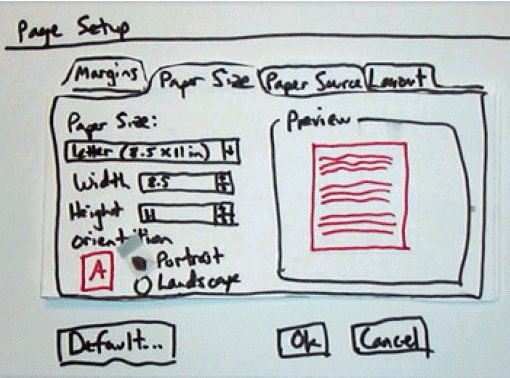 Page Setup
Margins Paper Size Paper Source Layout
Paper Size:
Letter (8.5 x 11 in)
Width 8.5
Height 11
Orientation
A
Portrait
Landscape
Preview
Default... Ok Cancel